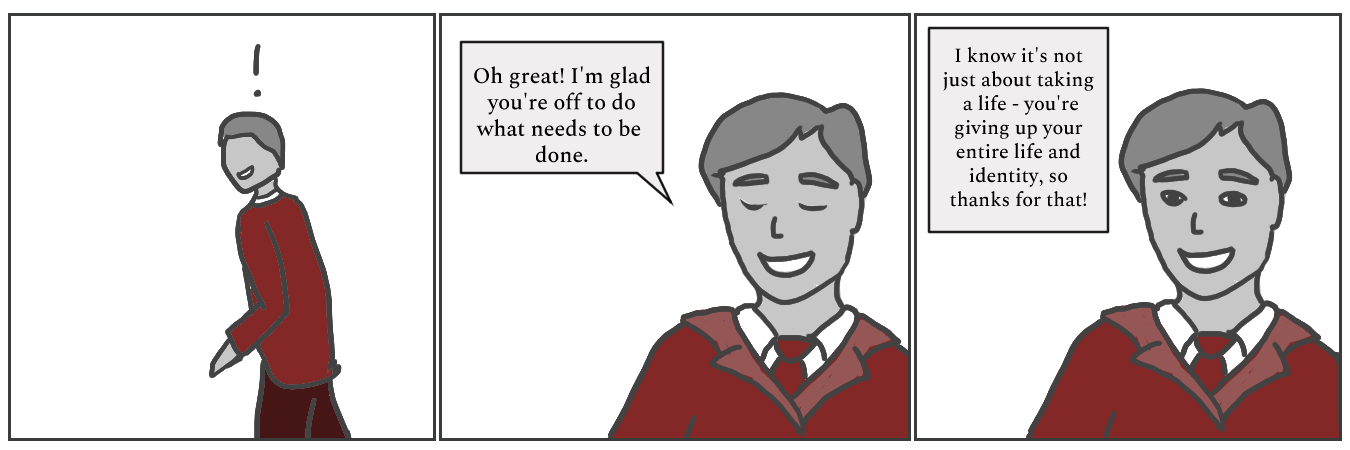 !
Oh great! I'm glad
you're off to do
what needs to be
done.
I know it's not
just about taking
a life - you're
giving up your
entire life and
identity, so
thanks for that!